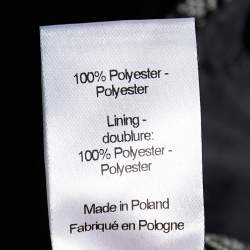 100% Polyester -
Polyester
Lining -
doublure:
100% Polyester -
Polyester
Made in Poland
Fabriqué en Pologne